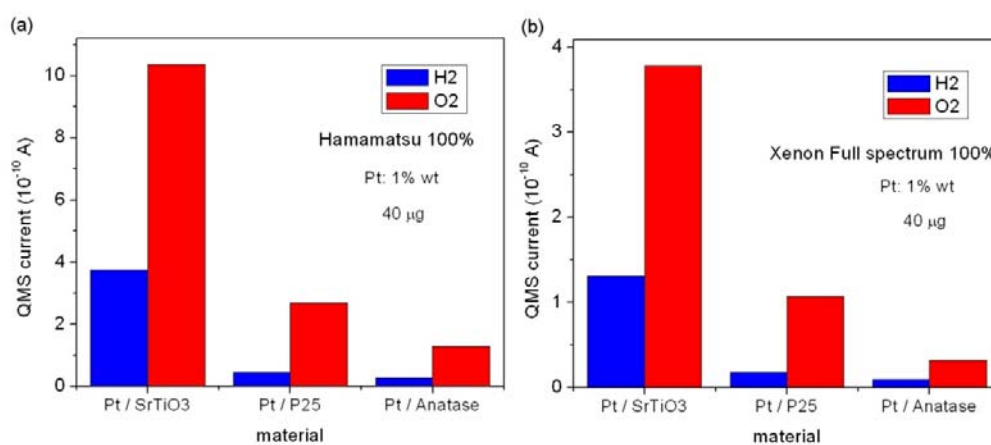 (a)
10
8
6
4
2
0
QMS current (10⁻¹⁰ A)
H2
O2
Hamamatsu 100%
Pt: 1% wt
40 µg
Pt / SrTiO3
Pt / P25
Pt / Anatase
material
(b)
4
3
2
1
0
QMS current (10⁻¹⁰ A)
H2
O2
Xenon Full spectrum 100%
Pt: 1% wt
40 µg
Pt / SrTiO3
Pt / P25
Pt / Anatase
material